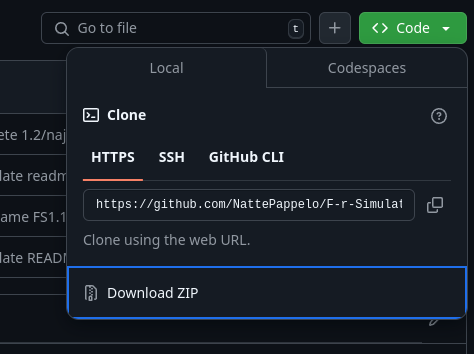 Go to file
t
Code
Local
Codespaces
Clone
HTTPS
SSH
GitHub CLI
https://github.com/NattePappelo/F-r-Simulat
Clone using the web URL.
Download ZIP
ete 1.2/naj
late readm
ame FS1.1
late READM